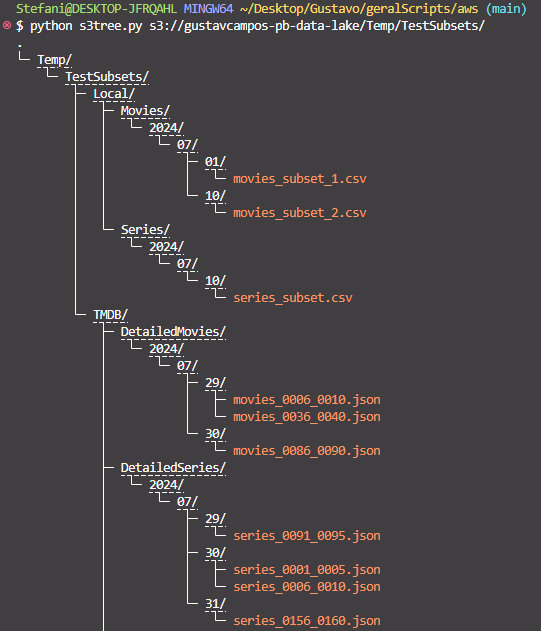 Stefani@DESKTOP-JFRQAHL MINGW64 ~/Desktop/Gustavo/geralScripts/aws (main)
$ python s3tree.py s3://gustavcampos-pb-data-lake/Temp/TestSubsets/
.
└─ Temp/
└─ TestSubsets/
├─ Local/
├─ Movies/
└─ 2024/
└─ 07/
├─ 01/
└─ movies_subset_1.csv
└─ 10/
└─ movies_subset_2.csv
└─ Series/
└─ 2024/
└─ 07/
└─ 10/
└─ series_subset.csv
└─ TMDB/
├─ DetailedMovies/
└─ 2024/
└─ 07/
├─ 29/
├─ movies_0006_0010.json
└─ movies_0036_0040.json
└─ 30/
└─ movies_0086_0090.json
├─ DetailedSeries/
└─ 2024/
└─ 07/
├─ 29/
└─ series_0091_0095.json
├─ 30/
├─ series_0001_0005.json
└─ series_0006_0010.json
└─ 31/
└─ series_0156_0160.json